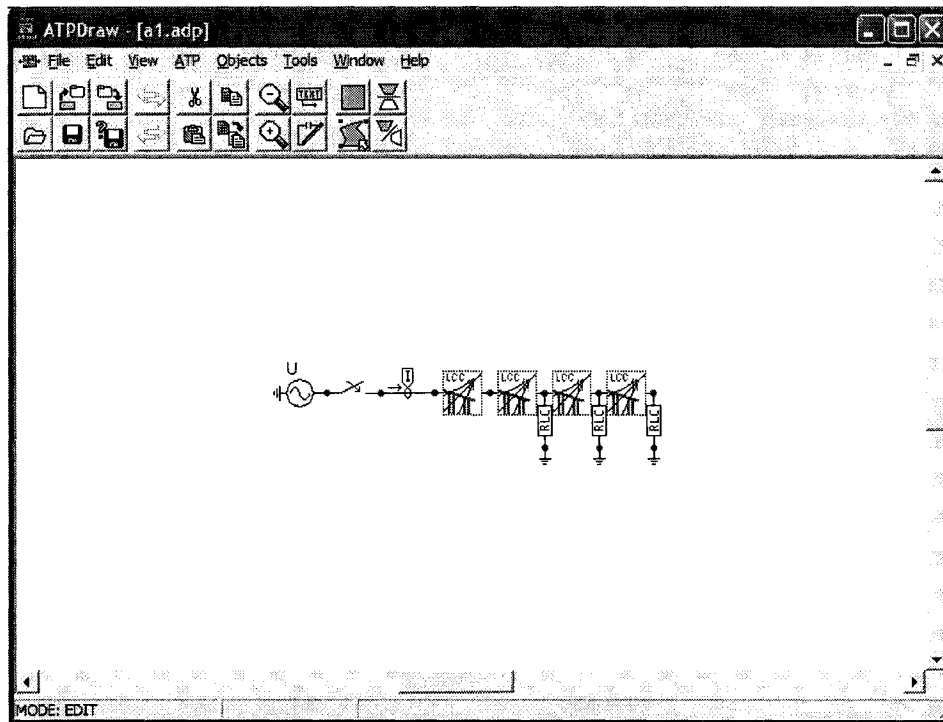 ATPDraw - [a1.adp]
File Edit View ATP Objects Tools Window Help
TEXT
U
I
LCC LCC LCC LCC
RLC RLC RLC
MODE: EDIT